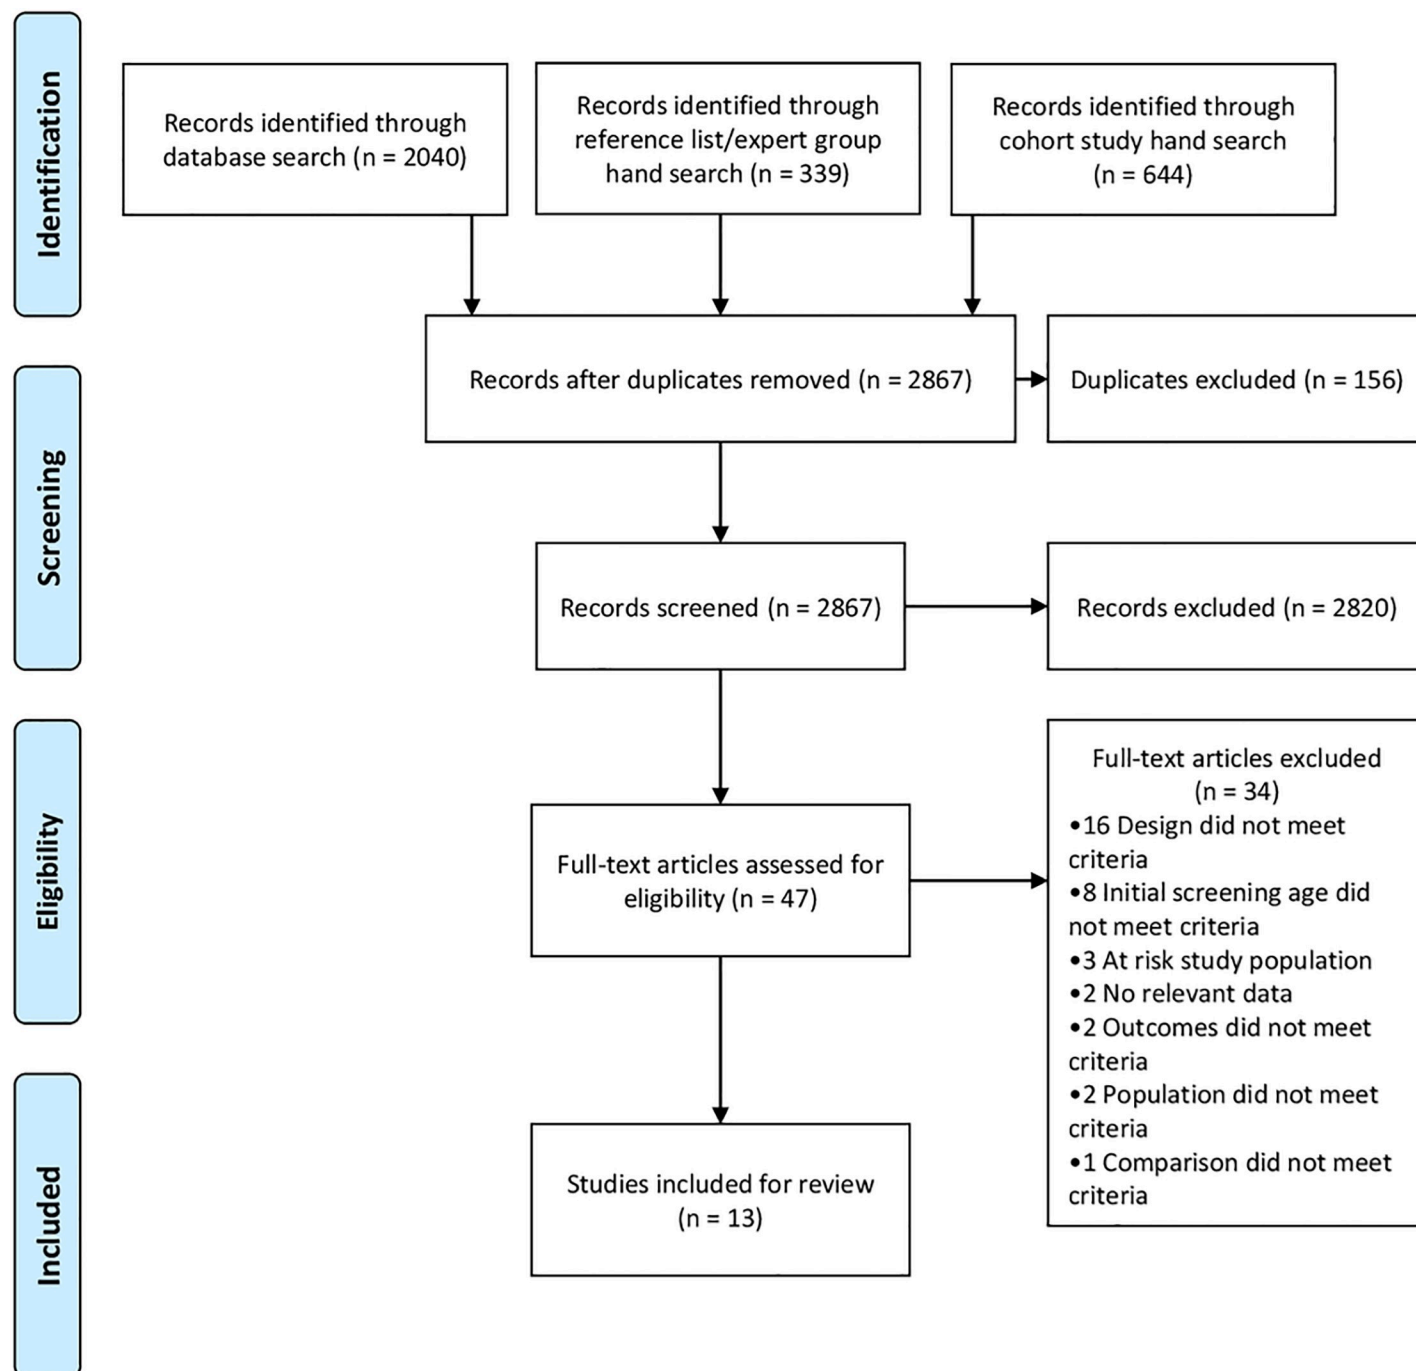 Identification
Records identified through
database search (n = 2040)
Records identified through
reference list/expert group
hand search (n = 339)
Records identified through
cohort study hand search
(n = 644)
Records after duplicates removed (n = 2867)
Duplicates excluded (n = 156)
Screening
Records screened (n = 2867)
Records excluded (n = 2820)
Eligibility
Full-text articles assessed for
eligibility (n = 47)
Full-text articles excluded
(n = 34)
•16 Design did not meet
criteria
•8 Initial screening age did
not meet criteria
•3 At risk study population
•2 No relevant data
•2 Outcomes did not meet
criteria
•2 Population did not meet
criteria
•1 Comparison did not meet
criteria
Included
Studies included for review
(n = 13)